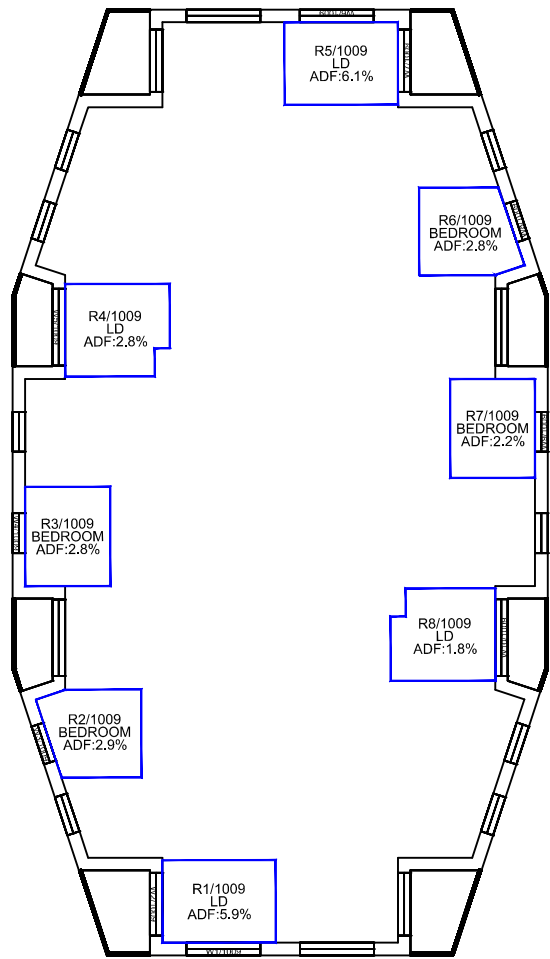 R5/1009
LD
ADF:6.1%
R6/1009
BEDROOM
ADF:2.8%
R4/1009
LD
ADF:2.8%
R7/1009
BEDROOM
ADF:2.2%
R3/1009
BEDROOM
ADF:2.8%
R8/1009
LD
ADF:1.8%
R2/1009
BEDROOM
ADF:2.9%
R1/1009
LD
ADF:5.9%
W1/1009